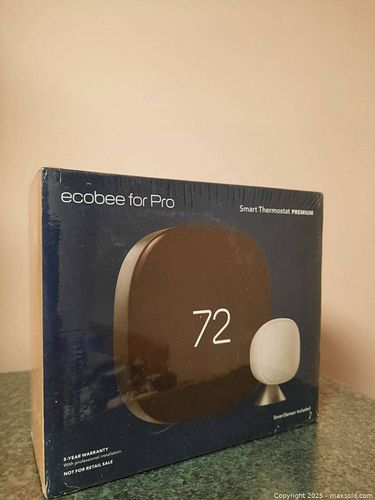 ecobee for Pro
Smart Thermostat PREMIUM
72
SmartSensor included
5-YEAR WARRANTY
With professional installation
NOT FOR RETAIL SALE
Copyright 2025 - maxsold.com